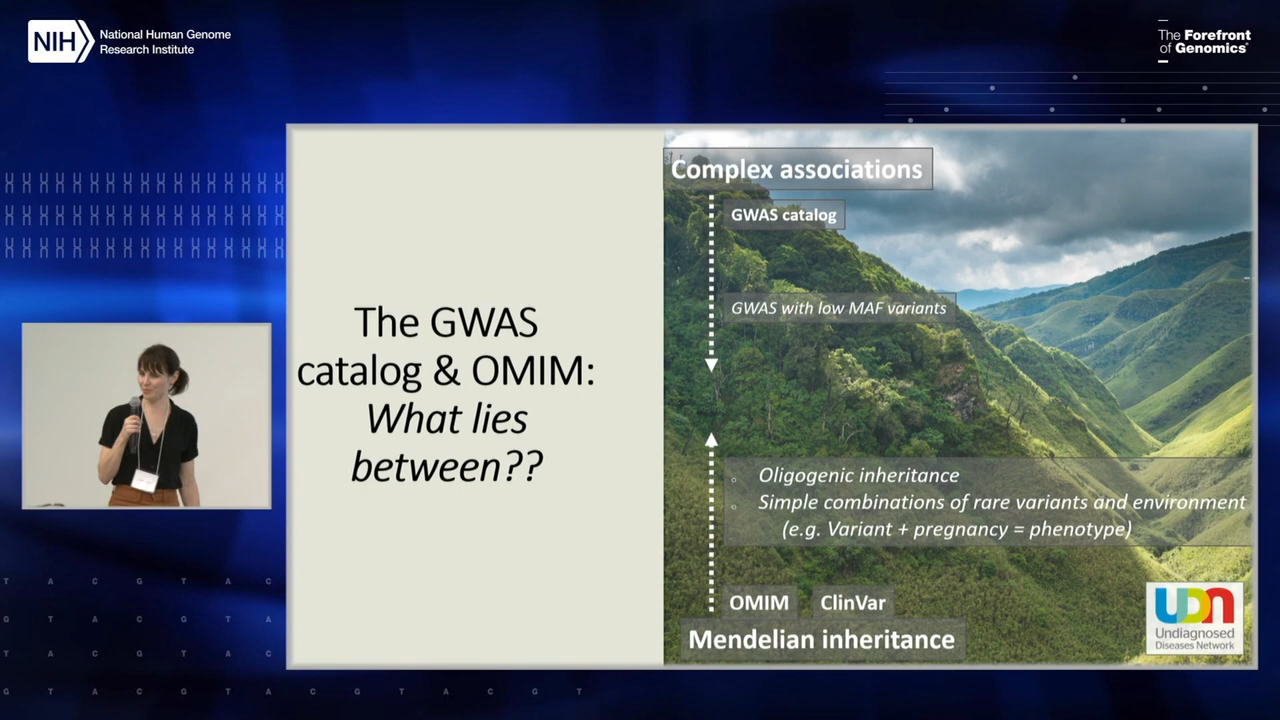 NIH
National Human Genome
Research Institute
The Forefront
of Genomics®
The GWAS
catalog & OMIM:
What lies
between??
Complex associations
GWAS catalog
GWAS with low MAF variants
Oligogenic inheritance
Simple combinations of rare variants and environment
(e.g. Variant + pregnancy = phenotype)
OMIM ClinVar
Mendelian inheritance
UDN
Undiagnosed
Diseases Network
T A C G T A C
G T A C G T A
T A C G T A C
G T A C G T A C G T A C G T